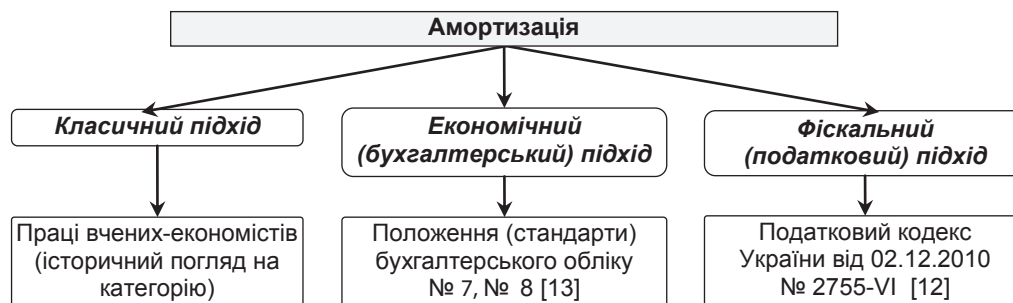 Амортизація
Класичний підхід
Економічний
(бухгалтерський) підхід
Фіскальний
(податковий) підхід
Праці вчених-економістів
(історичний погляд на
категорію)
Положення (стандарти)
бухгалтерського обліку
№ 7, № 8 [13]
Податковий кодекс
України від 02.12.2010
№ 2755-VI [12]